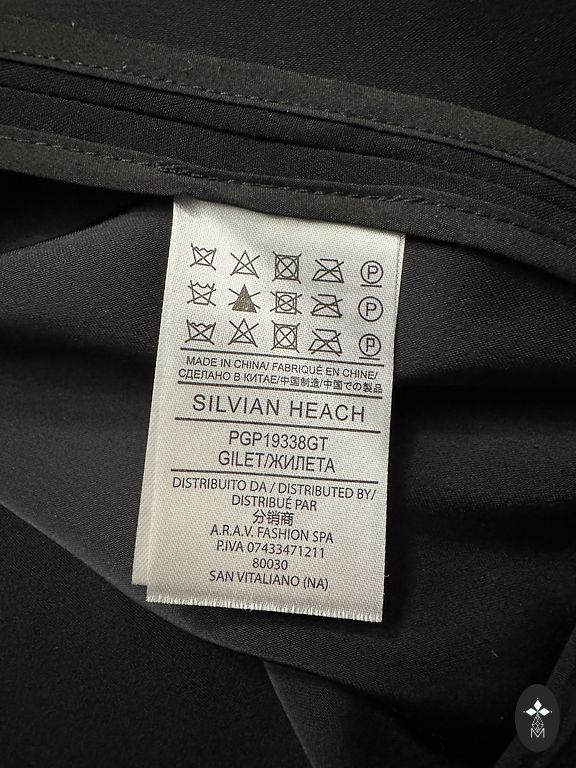 P
P
P
MADE IN CHINA/ FABRIQUÉ EN CHINE/
СДЕЛАНО В КИТАЕ/中国制造/中国での製品
SILVIAN HEACH
PGP19338GT
GILET/ЖИЛЕТА
DISTRIBUITO DA / DISTRIBUTED BY/
DISTRIBUÉ PAR
分销商
A.R.A.V. FASHION SPA
P.IVA 07433471211
80030
SAN VITALIANO (NA)
M